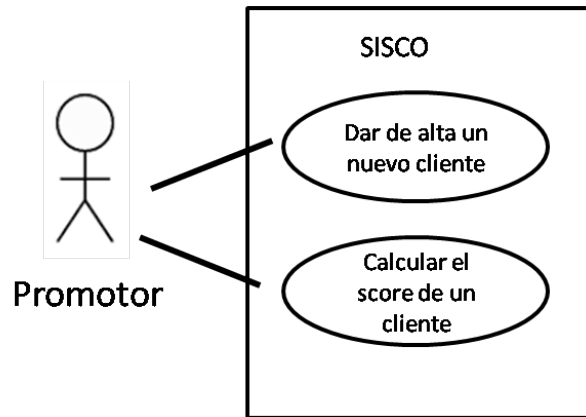 SISCO
Dar de alta un
nuevo cliente
Promotor
Calcular el
score de un
cliente